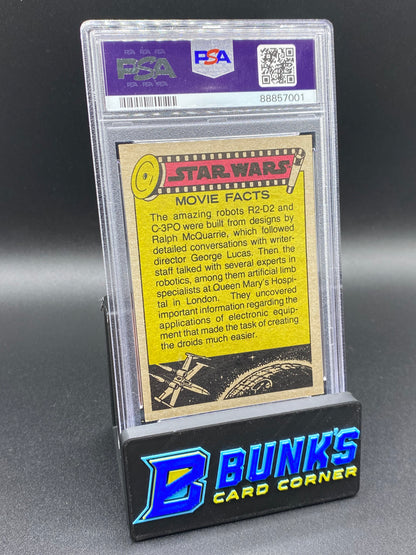 PSA
PSA
88857001
STAR WARS
MOVIE FACTS
The amazing robots R2-D2 and
C-3PO were built from designs by
Ralph McQuarrie, which followed
detailed conversations with writer-
director George Lucas. Then, the
staff talked with several experts in
robotics, among them artificial limb
specialists at Queen Mary's Hospi-
tal in London. They uncovered
important information regarding the
applications of electronic equip-
ment that made the task of creating
the droids much easier.
B BUNK'S
CARD CORNER